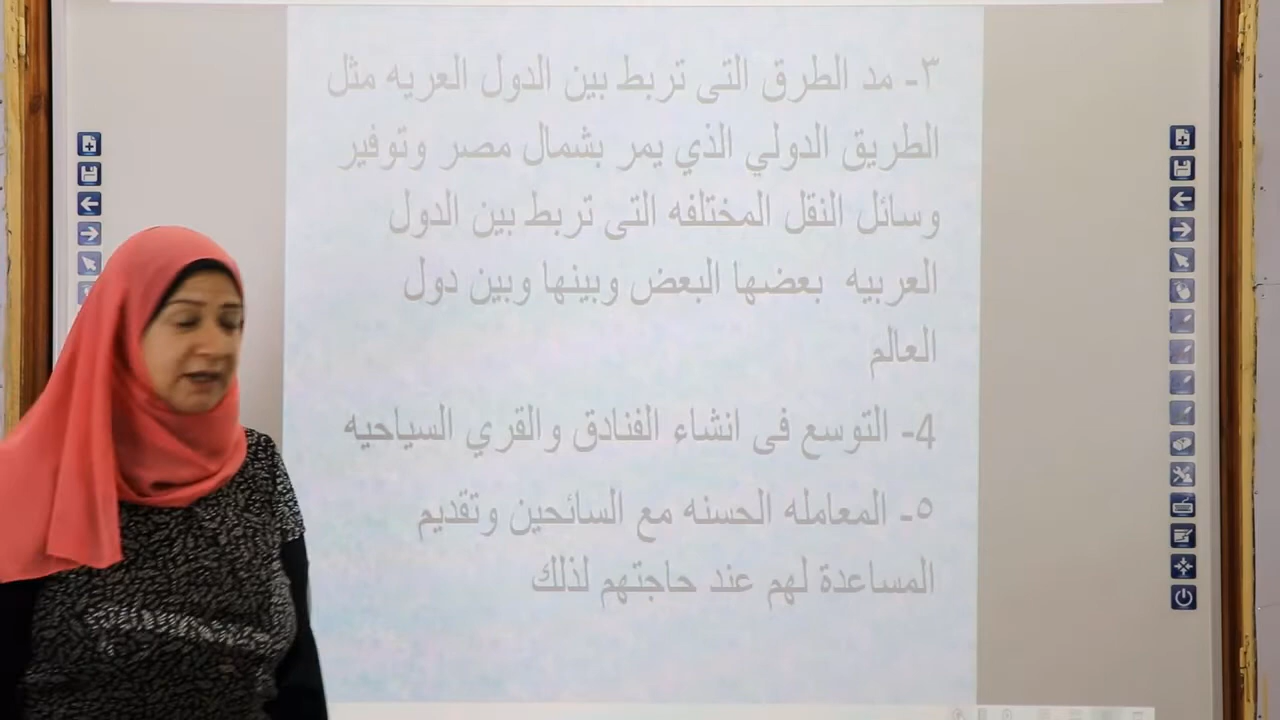 ٣- مد الطرق التى تربط بين الدول العريه مثل
الطريق الدولي الذي يمر بشمال مصر وتوفير
وسائل النقل المختلفه التى تربط بين الدول
العربيه بعضها البعض وبينها وبين دول
العالم
4- التوسع فى انشاء الفنادق والقري السياحيه
٥- المعامله الحسنه مع السائحين وتقديم
المساعدة لهم عند حاجتهم لذلك